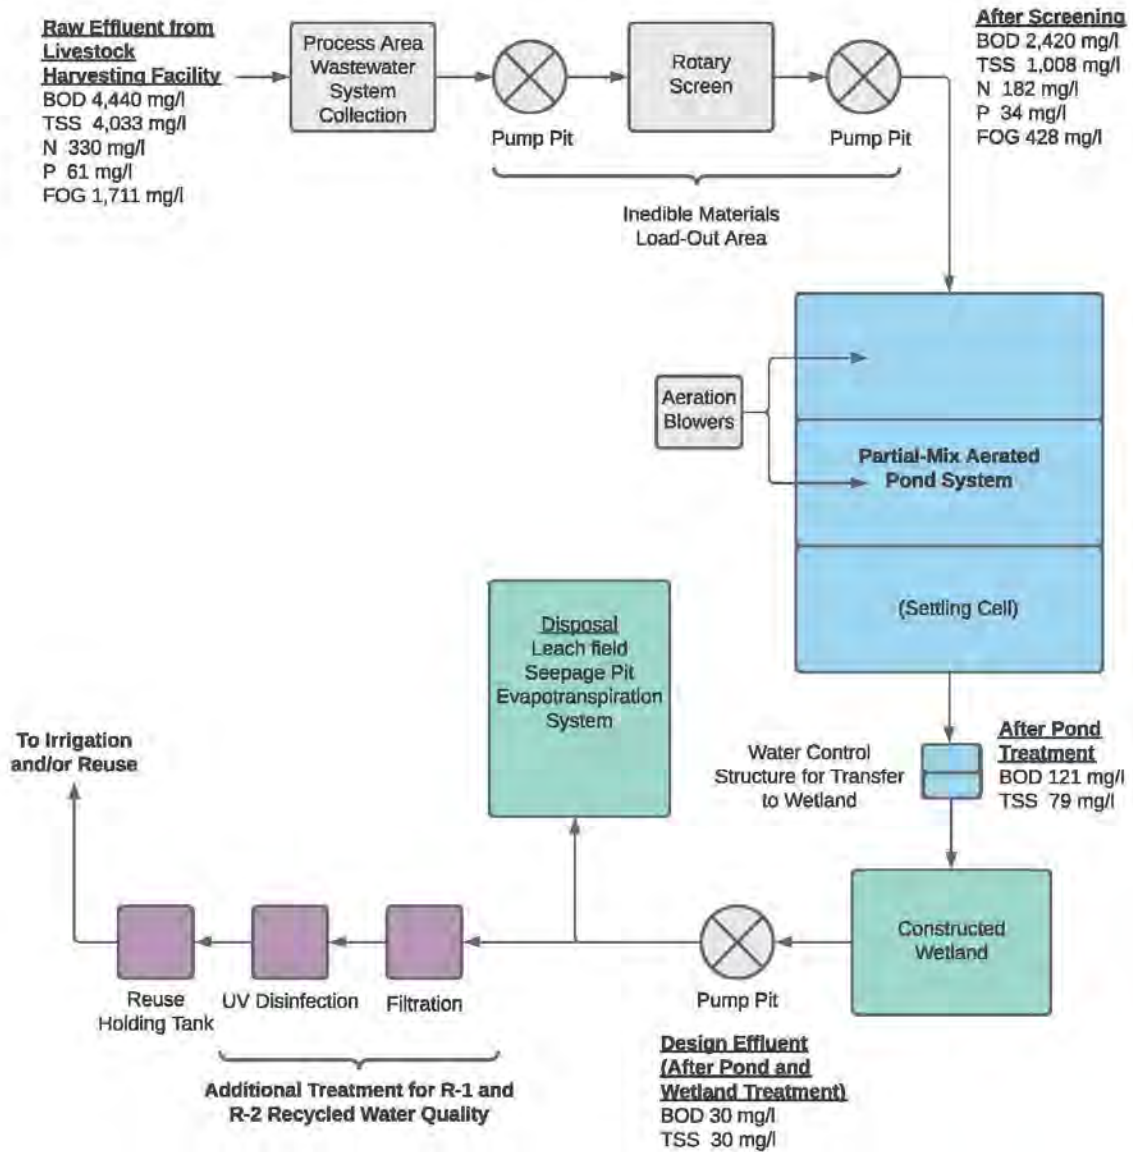 Raw Effluent from
Livestock
Harvesting Facility
BOD 4,440 mg/l
TSS 4,033 mg/l
N 330 mg/l
P 61 mg/l
FOG 1,711 mg/l
Process Area
Wastewater
System
Collection
Pump Pit
Rotary
Screen
Pump Pit
After Screening
BOD 2,420 mg/l
TSS 1,008 mg/l
N 182 mg/l
P 34 mg/l
FOG 428 mg/l
Inedible Materials
Load-Out Area
Aeration
Blowers
Partial-Mix Aerated
Pond System
(Settling Cell)
Disposal
Leach field
Seepage Pit
Evapotranspiration
System
Water Control
Structure for Transfer
to Wetland
After Pond
Treatment
BOD 121 mg/l
TSS 79 mg/l
To Irrigation
and/or Reuse
Constructed
Wetland
Pump Pit
Filtration
UV Disinfection
Reuse
Holding Tank
Design Effluent
(After Pond and
Wetland Treatment)
BOD 30 mg/l
TSS 30 mg/l
Additional Treatment for R-1 and
R-2 Recycled Water Quality